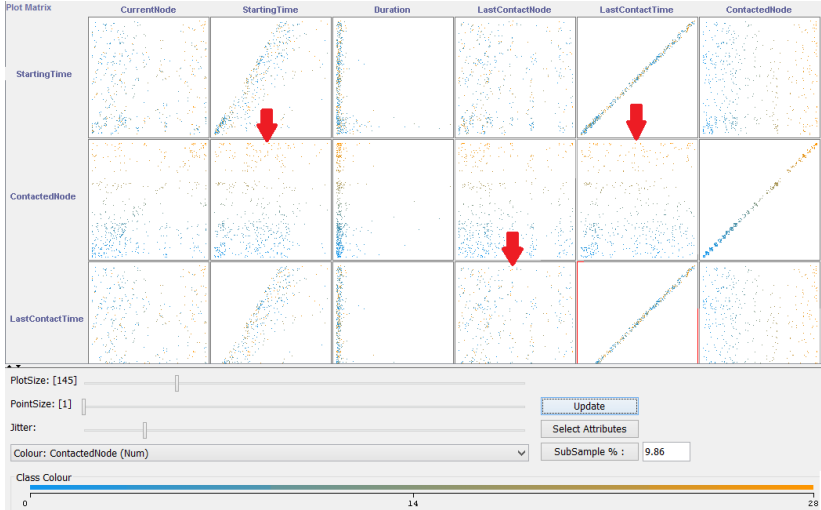 Plot Matrix
CurrentNode StartingTime Duration LastContactNode LastContactTime ContactedNode
StartingTime
ContactedNode
LastContactTime
PlotSize: [145]
PointSize: [1]
Update
Jitter:
Select Attributes
Colour: ContactedNode (Num)
SubSample % : 9.86
Class Colour
0 14 28